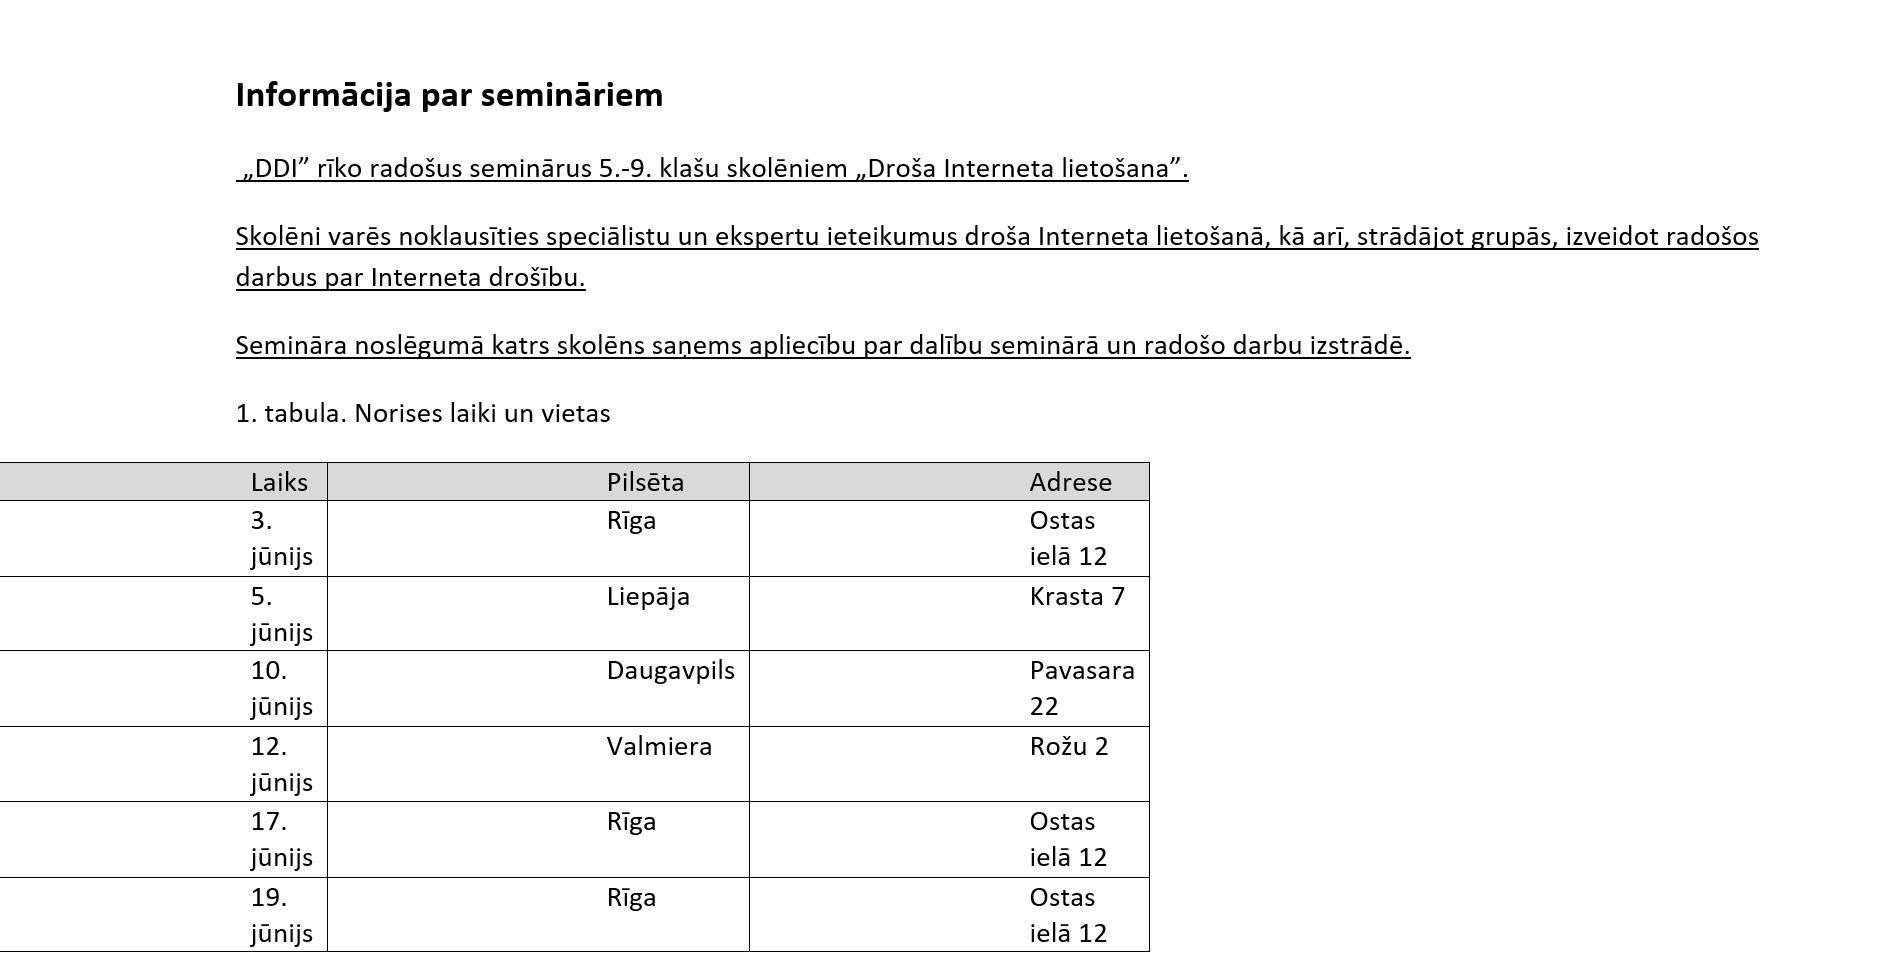 Informācija par semināriem
„DDI” rīko radošus seminārus 5.-9. klašu skolēniem „Droša Interneta lietošana”.
Skolēni varēs noklausīties speciālistu un ekspertu ieteikumus droša Interneta lietošanā, kā arī, strādājot grupās, izveidot radošos
darbus par Interneta drošību.
Semināra noslēgumā katrs skolēns saņems apliecību par dalību seminārā un radošo darbu izstrādē.
1. tabula. Norises laiki un vietas
Laiks Pilsēta Adrese
3. Rīga Ostas
jūnijs ielā 12
5. Liepāja Krasta 7
jūnijs
10. Daugavpils Pavasara
jūnijs 22
12. Valmiera Rožu 2
jūnijs
17. Rīga Ostas
jūnijs ielā 12
19. Rīga Ostas
jūnijs ielā 12